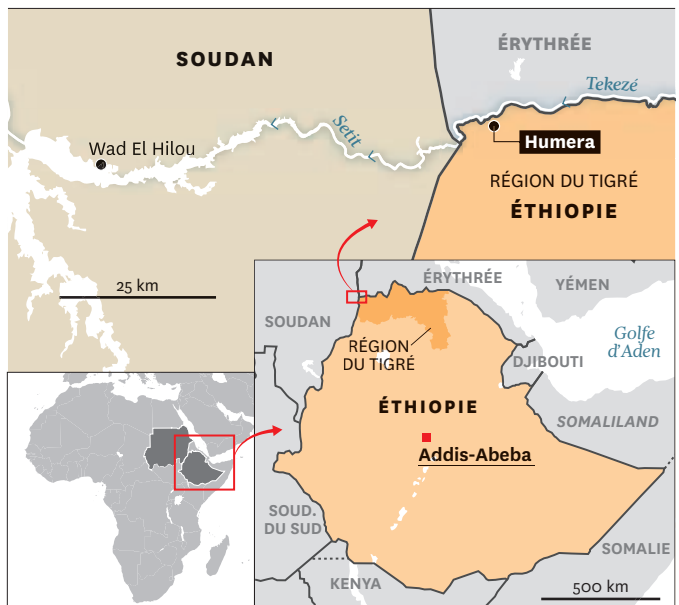 SOUDAN
ÉRYTHRÉE
Tekezé
Setit
Wad El Hilou
Humera
RÉGION DU TIGRÉ
ÉTHIOPIE
25 km
ÉRYTHRÉE
YÉMEN
SOUDAN
Golfe
d'Aden
RÉGION
DU TIGRÉ
DJIBOUTI
ÉTHIOPIE
SOMALILAND
Addis-Abeba
SOUD.
DU SUD
SOMALIE
KENYA
500 km